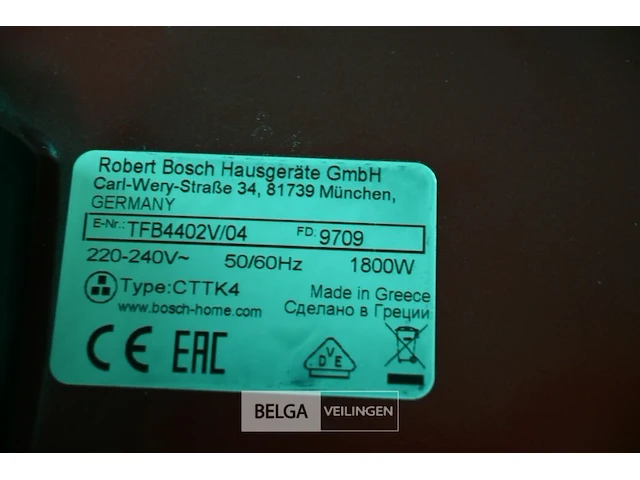 Robert Bosch Hausgeräte GmbH
Carl-Wery-Straße 34, 81739 München,
GERMANY
E-Nr.: TFB4402V/04 FD: 9709
220-240V~ 50/60Hz 1800W
Type:CTTK4 Made in Greece
www.bosch-home.com Сделано в Греции
CE EAC VDE
BELGA VEILINGEN